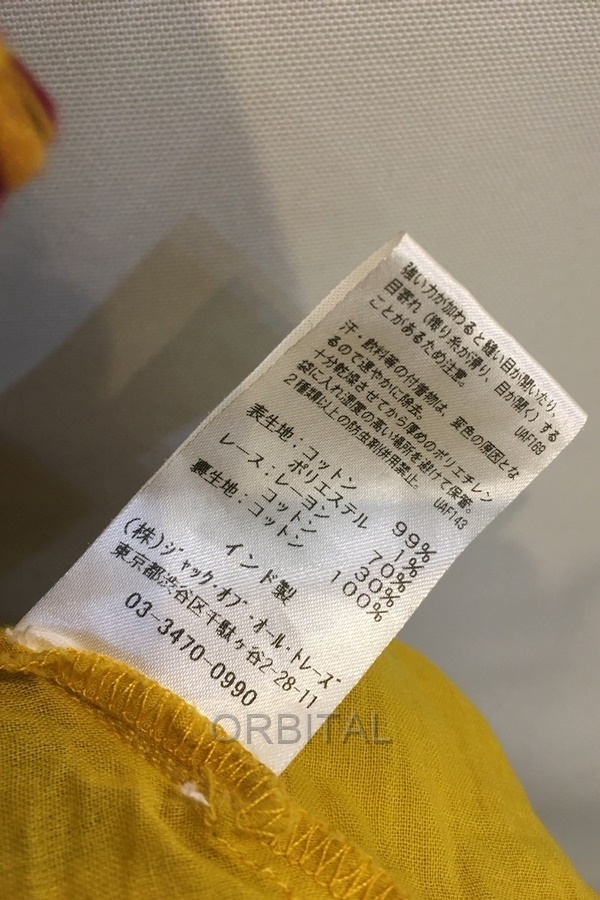 強い力が加わると縫い目が開いたり、
目寄れ（撚り糸が滑り、目が開く）する
ことがあるため注意。
UAF169
汗・飲料等の付着物は、変色の原因とな
るので速やかに除去。
十分乾燥させてから厚めのポリエチレン
袋に入れ湿度の高い場所を避けて保管。
2種類以上の防虫剤併用禁止。
UAF143
表生地：コットン 99%
ポリエステル 1%
レース：レーヨン 70%
コットン 30%
裏生地：コットン 100%
インド製
(株)ジャック・オブ・オール・トレーズ
東京都渋谷区千駄ヶ谷2-28-11
03-3470-0990
ORBITAL